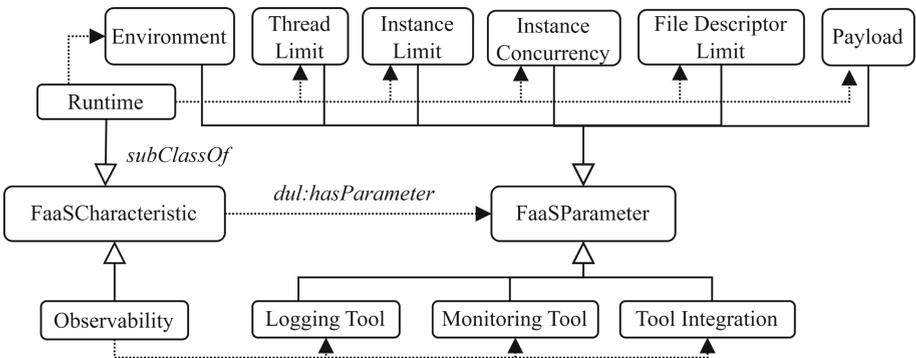 Environment
Thread
Limit
Instance
Limit
Instance
Concurrency
File Descriptor
Limit
Payload
Runtime
subClassOf
FaaSCharacteristic
dul:hasParameter
FaaSParameter
Observability
Logging Tool
Monitoring Tool
Tool Integration